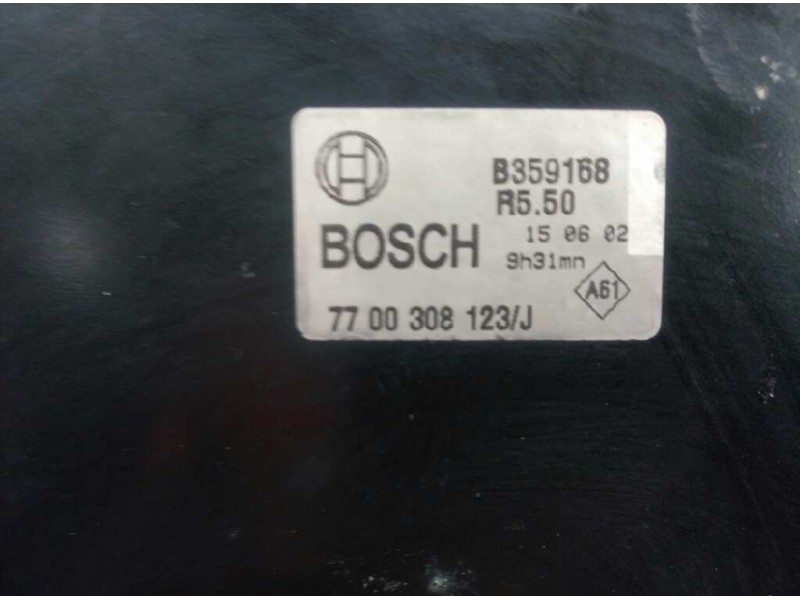 B359168
R5.50
BOSCH
15 06 02
9h31mn
A61
77 00 308 123/J